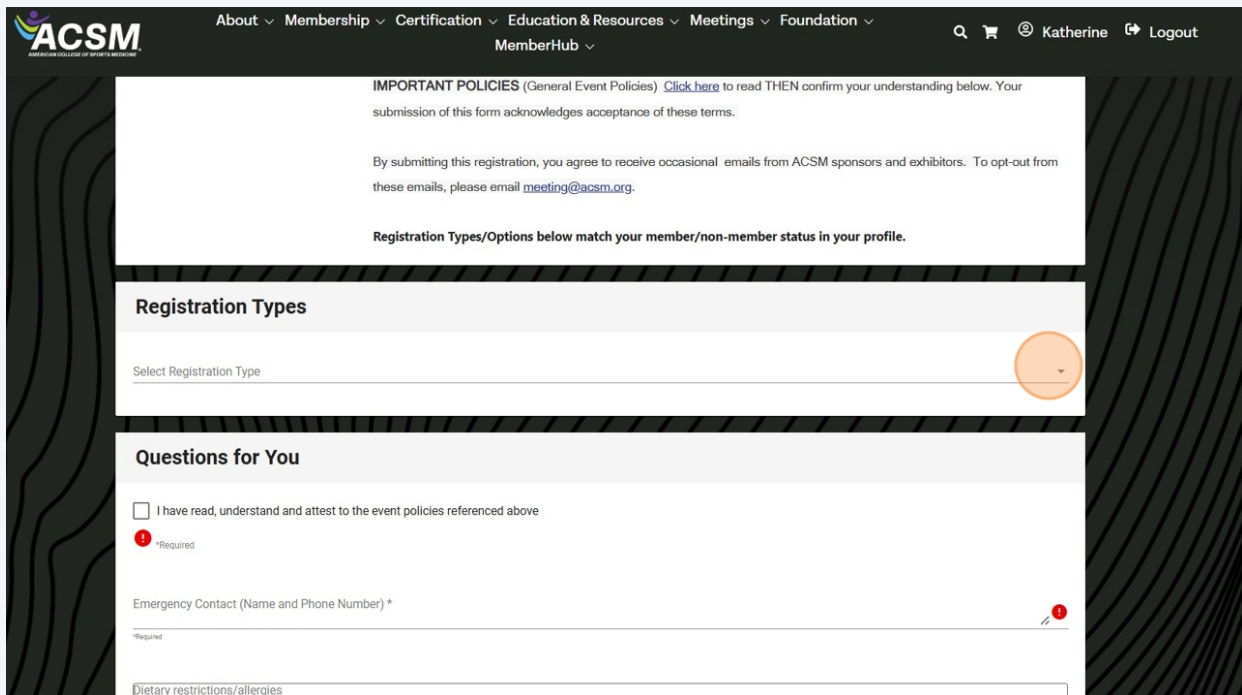 About Membership Certification Education & Resources Meetings Foundation
MemberHub
Katherine Logout
ACSM
AMERICAN COLLEGE OF SPORTS MEDICINE
IMPORTANT POLICIES (General Event Policies) Click here to read THEN confirm your understanding below. Your
submission of this form acknowledges acceptance of these terms.
By submitting this registration, you agree to receive occasional emails from ACSM sponsors and exhibitors. To opt-out from
these emails, please email meeting@acsm.org.
Registration Types/Options below match your member/non-member status in your profile.
Registration Types
Select Registration Type
Questions for You
I have read, understand and attest to the event policies referenced above
*Required
Emergency Contact (Name and Phone Number) *
*Required
Dietary restrictions/allergies